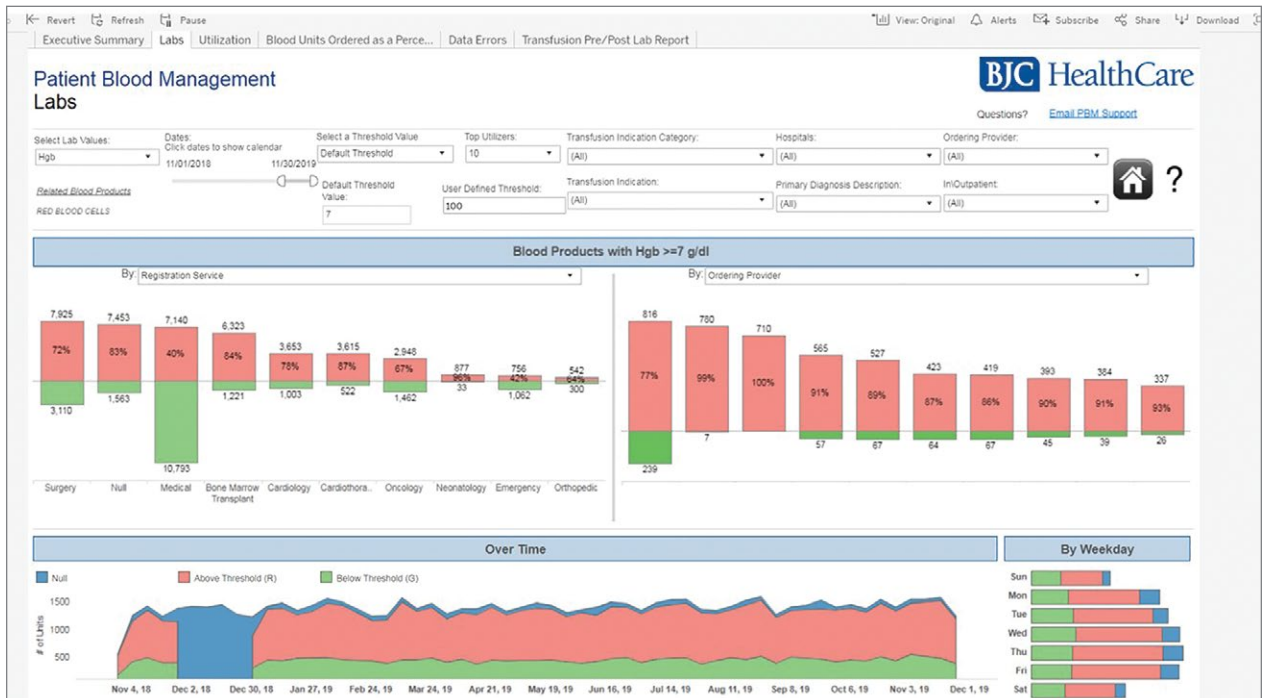 Revert Refresh Pause View: Original Alerts Subscribe Share Download
Executive Summary Labs Utilization Blood Units Ordered as a Perce... Data Errors Transfusion Pre/Post Lab Report
Patient Blood Management
Labs
BJC HealthCare
Questions? Email PBM Support
Select Lab Values: Dates: Select a Threshold Value Top Utilizers: Transfusion Indication Category: Hospitals: Ordering Provider:
Click dates to show calendar
Hgb Default Threshold 10 (All) (All) (All)
11/01/2018 11/30/2019
Related Blood Products Default Threshold Value: User Defined Threshold: Transfusion Indication: Primary Diagnosis Description: In\Outpatient:
RED BLOOD CELLS 7 100 (All) (All) (All)
?
Blood Products with Hgb >=7 g/dl
By: Registration Service By: Ordering Provider
7,925 7,453 7,140 6,323 3,653 3,615 2,948 877 756 542
72% 83% 40% 84% 78% 87% 67% 96% 42% 64%
3,110 1,563 10,793 1,221 1,003 522 1,462 33 1,062 300
Surgery Null Medical Bone Marrow Transplant Cardiology Cardiothora.. Oncology Neonatology Emergency Orthopedic
816 780 710 565 527 423 419 393 384 337
77% 99% 100% 91% 89% 87% 86% 90% 91% 93%
239 7 57 67 64 67 45 39 26
Over Time
Null Above Threshold (R) Below Threshold (G)
1500
1000
500
# of Units
Nov 4, 18 Dec 2, 18 Dec 30, 18 Jan 27, 19 Feb 24, 19 Mar 24, 19 Apr 21, 19 May 19, 19 Jun 16, 19 Jul 14, 19 Aug 11, 19 Sep 8, 19 Oct 6, 19 Nov 3, 19 Dec 1, 19
By Weekday
Sun
Mon
Tue
Wed
Thu
Fri
Sat